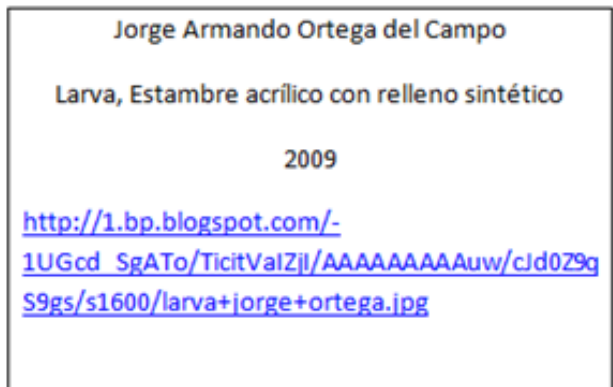 Jorge Armando Ortega del Campo
Larva, Estambre acrílico con relleno sintético
2009
http://1.bp.blogspot.com/-
1UGcd_SgATo/TicitVaIZjI/AAAAAAAAAuw/cJd0Z9q
S9gs/s1600/larva+jorge+ortega.jpg